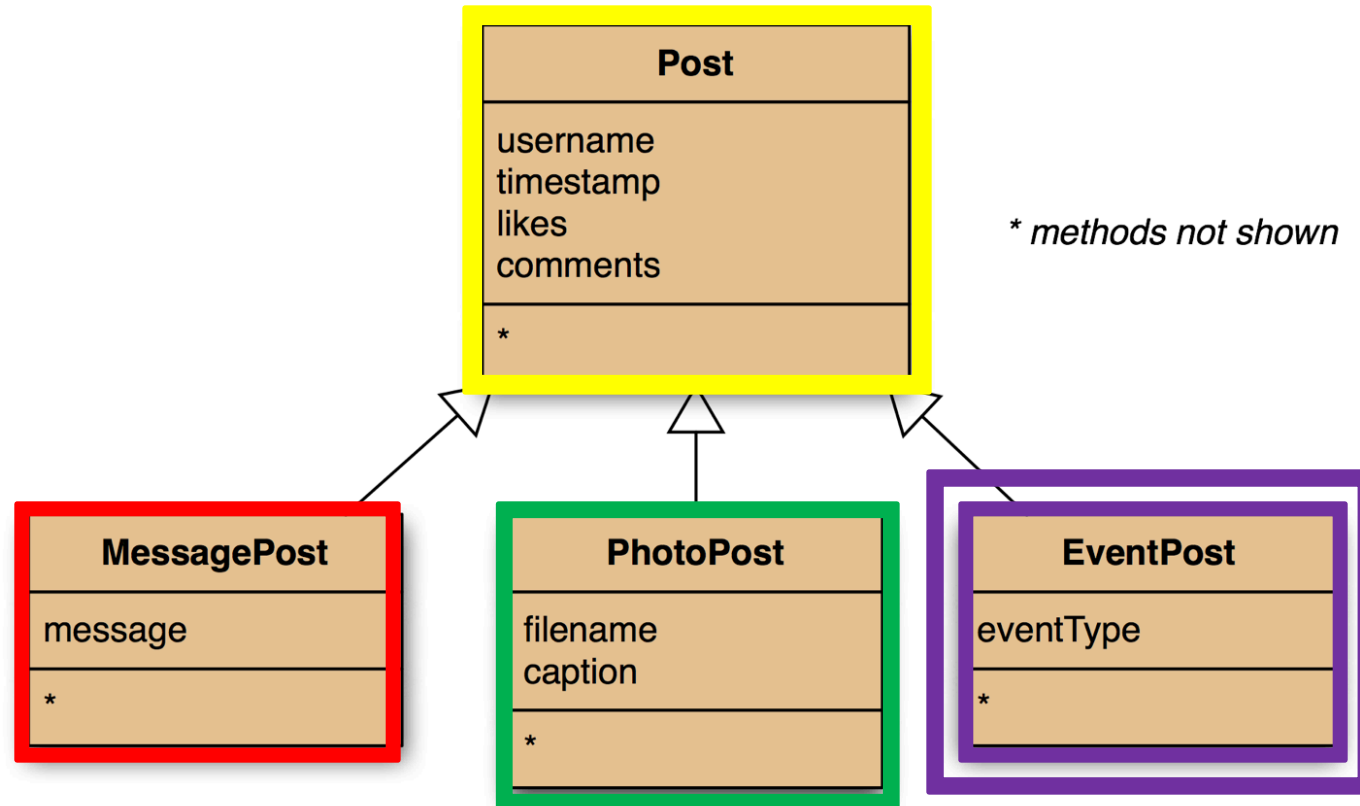 Post
username
timestamp
likes
comments
*
* methods not shown
MessagePost
message
*
PhotoPost
filename
caption
*
EventPost
eventType
*